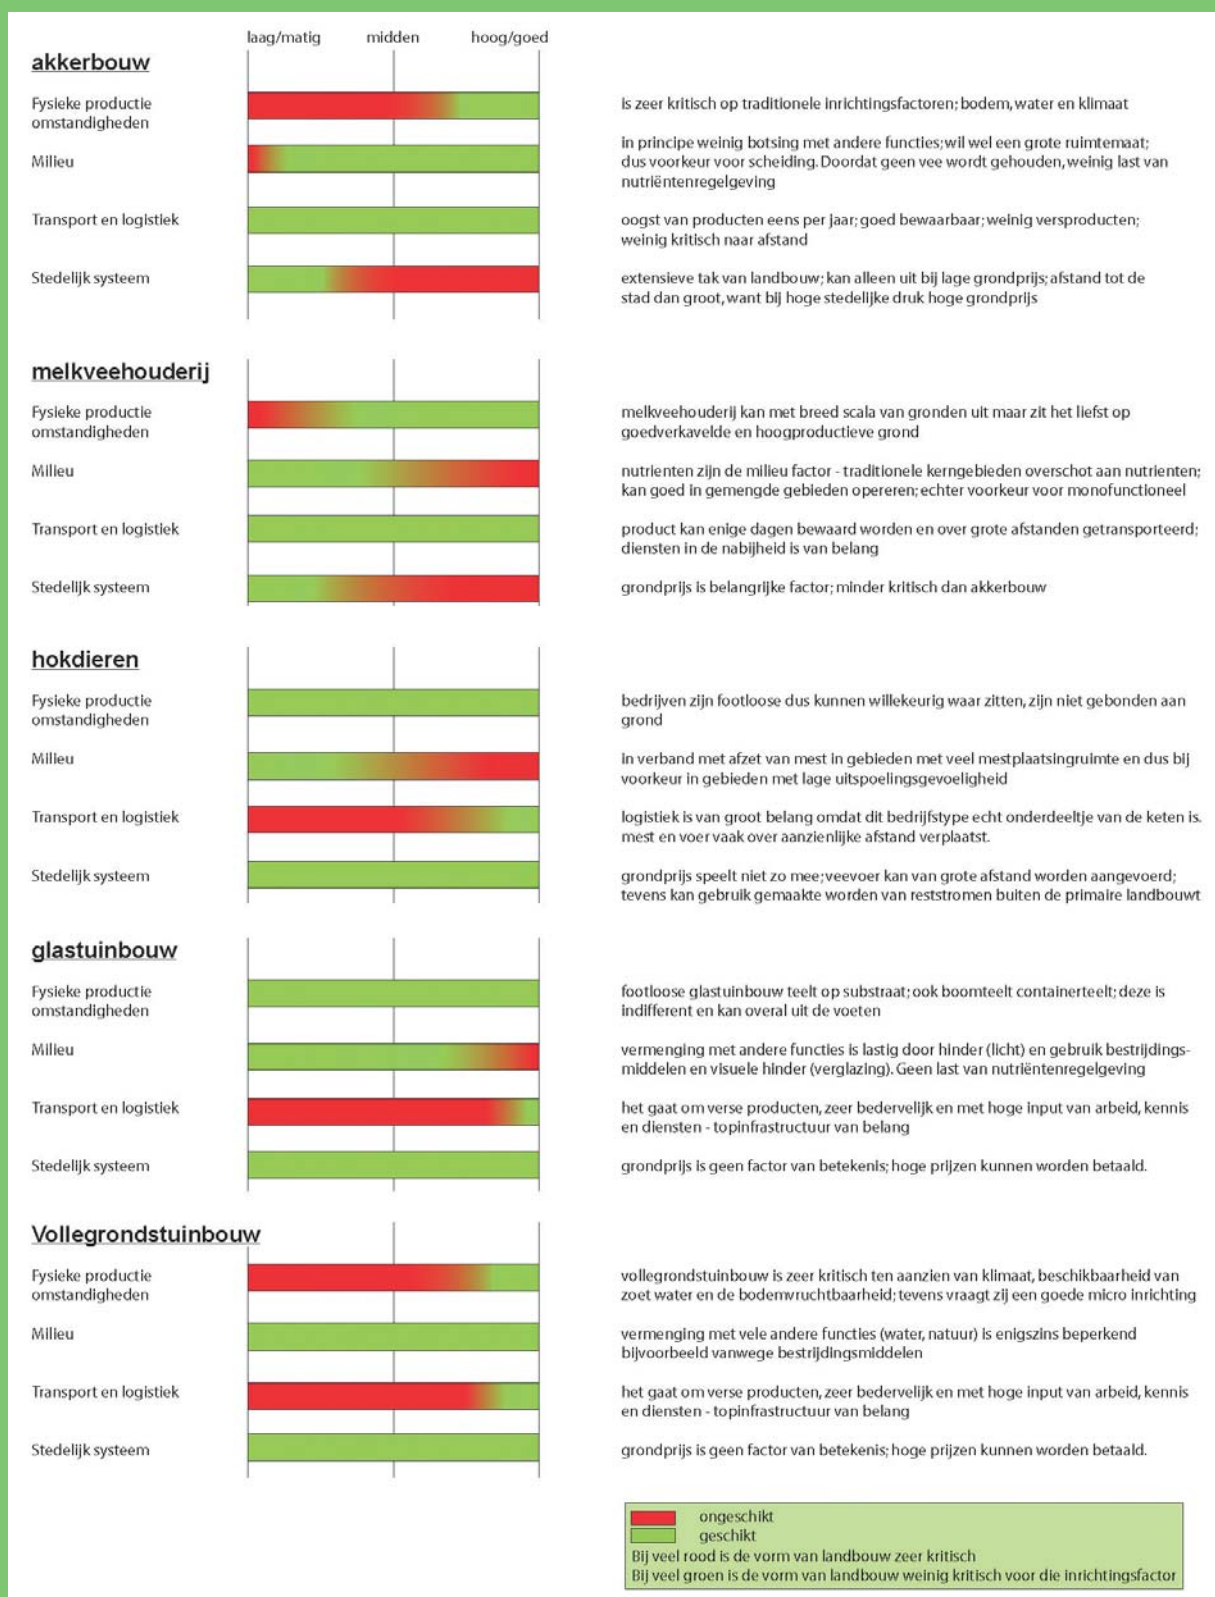 laag/matig midden hoog/goed
akkerbouw
Fysieke productie
omstandigheden
is zeer kritisch op traditionele inrichtingsfactoren; bodem, water en klimaat
Milieu
in principe weinig botsing met andere functies; wil wel een grote ruimtemaat;
dus voorkeur voor scheiding. Doordat geen vee wordt gehouden, weinig last van
nutriëntenregelgeving
Transport en logistiek
oogst van producten eens per jaar; goed bewaarbaar; weinig versproducten;
weinig kritisch naar afstand
Stedelijk systeem
extensieve tak van landbouw; kan alleen uit bij lage grondprijs; afstand tot de
stad dan groot, want bij hoge stedelijke druk hoge grondprijs
melkveehouderij
Fysieke productie
omstandigheden
melkveehouderij kan met breed scala van gronden uit maar zit het liefst op
goedverkavelde en hoogproductieve grond
Milieu
nutrienten zijn de milieu factor - traditionele kerngebieden overschot aan nutrienten;
kan goed in gemengde gebieden opereren; echter voorkeur voor monofunctioneel
Transport en logistiek
product kan enige dagen bewaard worden en over grote afstanden getransporteerd;
diensten in de nabijheid is van belang
Stedelijk systeem
grondprijs is belangrijke factor; minder kritisch dan akkerbouw
hokdieren
Fysieke productie
omstandigheden
bedrijven zijn footloose dus kunnen willekeurig waar zitten, zijn niet gebonden aan
grond
Milieu
in verband met afzet van mest in gebieden met veel mestplaatsingruimte en dus bij
voorkeur in gebieden met lage uitspoelingsgevoeligheid
Transport en logistiek
logistiek is van groot belang omdat dit bedrijfstype echt onderdeeltje van de keten is.
mest en voer vaak over aanzienlijke afstand verplaatst.
Stedelijk systeem
grondprijs speelt niet zo mee; veevoer kan van grote afstand worden aangevoerd;
tevens kan gebruik gemaakte worden van reststromen buiten de primaire landbouwt
glastuinbouw
Fysieke productie
omstandigheden
footloose glastuinbouw teelt op substraat; ook boomteelt containerteelt; deze is
indifferent en kan overal uit de voeten
Milieu
vermenging met andere functies is lastig door hinder (licht) en gebruik bestrijdings-
middelen en visuele hinder (verglazing). Geen last van nutriëntenregelgeving
Transport en logistiek
het gaat om verse producten, zeer bedervelijk en met hoge input van arbeid, kennis
en diensten - topinfrastructuur van belang
Stedelijk systeem
grondprijs is geen factor van betekenis; hoge prijzen kunnen worden betaald.
Vollegrondstuinbouw
Fysieke productie
omstandigheden
vollegrondstuinbouw is zeer kritisch ten aanzien van klimaat, beschikbaarheid van
zoet water en de bodemvruchtbaarheid; tevens vraagt zij een goede micro inrichting
Milieu
vermenging met vele andere functies (water, natuur) is enigszins beperkend
bijvoorbeeld vanwege bestrijdingsmiddelen
Transport en logistiek
het gaat om verse producten, zeer bedervelijk en met hoge input van arbeid, kennis
en diensten - topinfrastructuur van belang
Stedelijk systeem
grondprijs is geen factor van betekenis; hoge prijzen kunnen worden betaald.
ongeschikt
geschikt
Bij veel rood is de vorm van landbouw zeer kritisch
Bij veel groen is de vorm van landbouw weinig kritisch voor die inrichtingsfactor